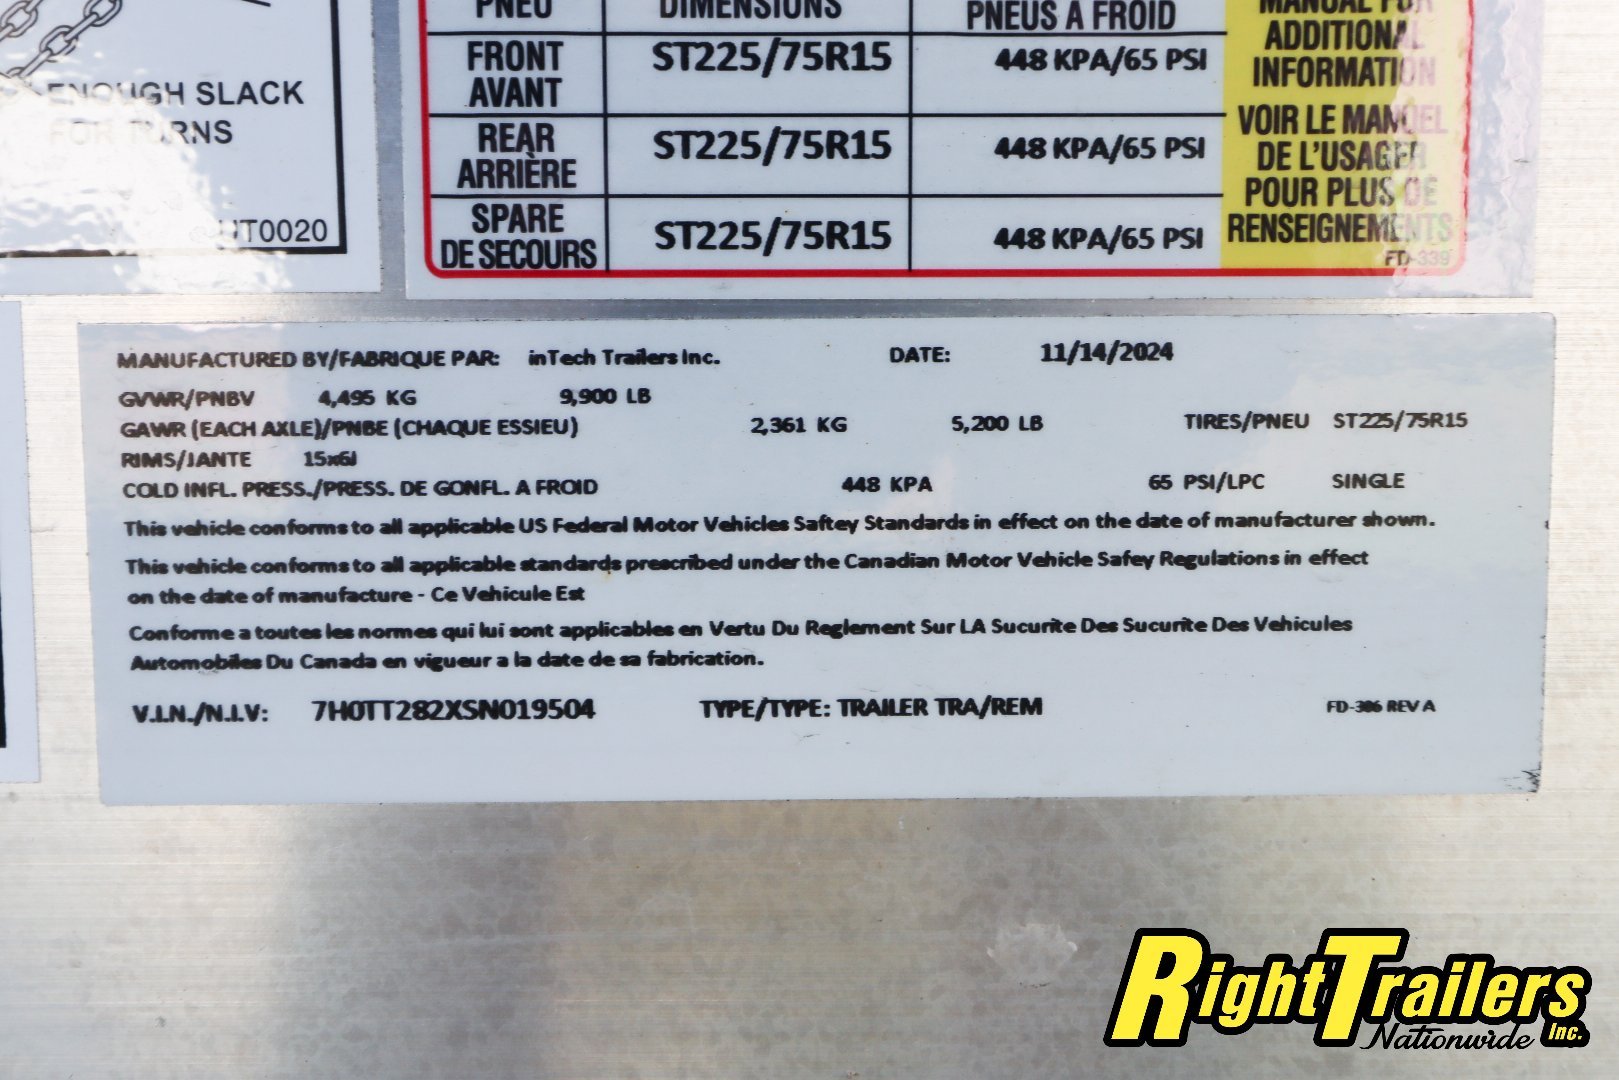 ENOUGH SLACK
FOR TURNS
UT0020
PNEU DIMENSIONS PNEUS A FROID
FRONT ST225/75R15 448 KPA/65 PSI
AVANT
REAR ST225/75R15 448 KPA/65 PSI
ARRIÈRE
SPARE ST225/75R15 448 KPA/65 PSI
DE SECOURS
MANUAL FOR
ADDITIONAL
INFORMATION
VOIR LE MANUEL
DE L'USAGER
POUR PLUS DE
RENSEIGNEMENTS
FD-339
MANUFACTURED BY/FABRIQUE PAR: inTech Trailers Inc. DATE: 11/14/2024
GVWR/PNBV 4,495 KG 9,900 LB
GAWR (EACH AXLE)/PNBE (CHAQUE ESSIEU) 2,361 KG 5,200 LB TIRES/PNEU ST225/75R15
RIMS/JANTE 15x6J
COLD INFL. PRESS./PRESS. DE GONFL. A FROID 448 KPA 65 PSI/LPC SINGLE
This vehicle conforms to all applicable US Federal Motor Vehicles Saftey Standards in effect on the date of manufacturer shown.
This vehicle conforms to all applicable standards prescribed under the Canadian Motor Vehicle Safey Regulations in effect
on the date of manufacture - Ce Vehicule Est
Conforme a toutes les normes qui lui sont applicables en Vertu Du Reglement Sur LA Sucurite Des Sucurite Des Vehicules
Automobiles Du Canada en vigueur a la date de sa fabrication.
V.I.N./N.I.V: 7H0TT282XSN019504 TYPE/TYPE: TRAILER TRA/REM FD-306 REV A
RightTrailers
Nationwide Inc.